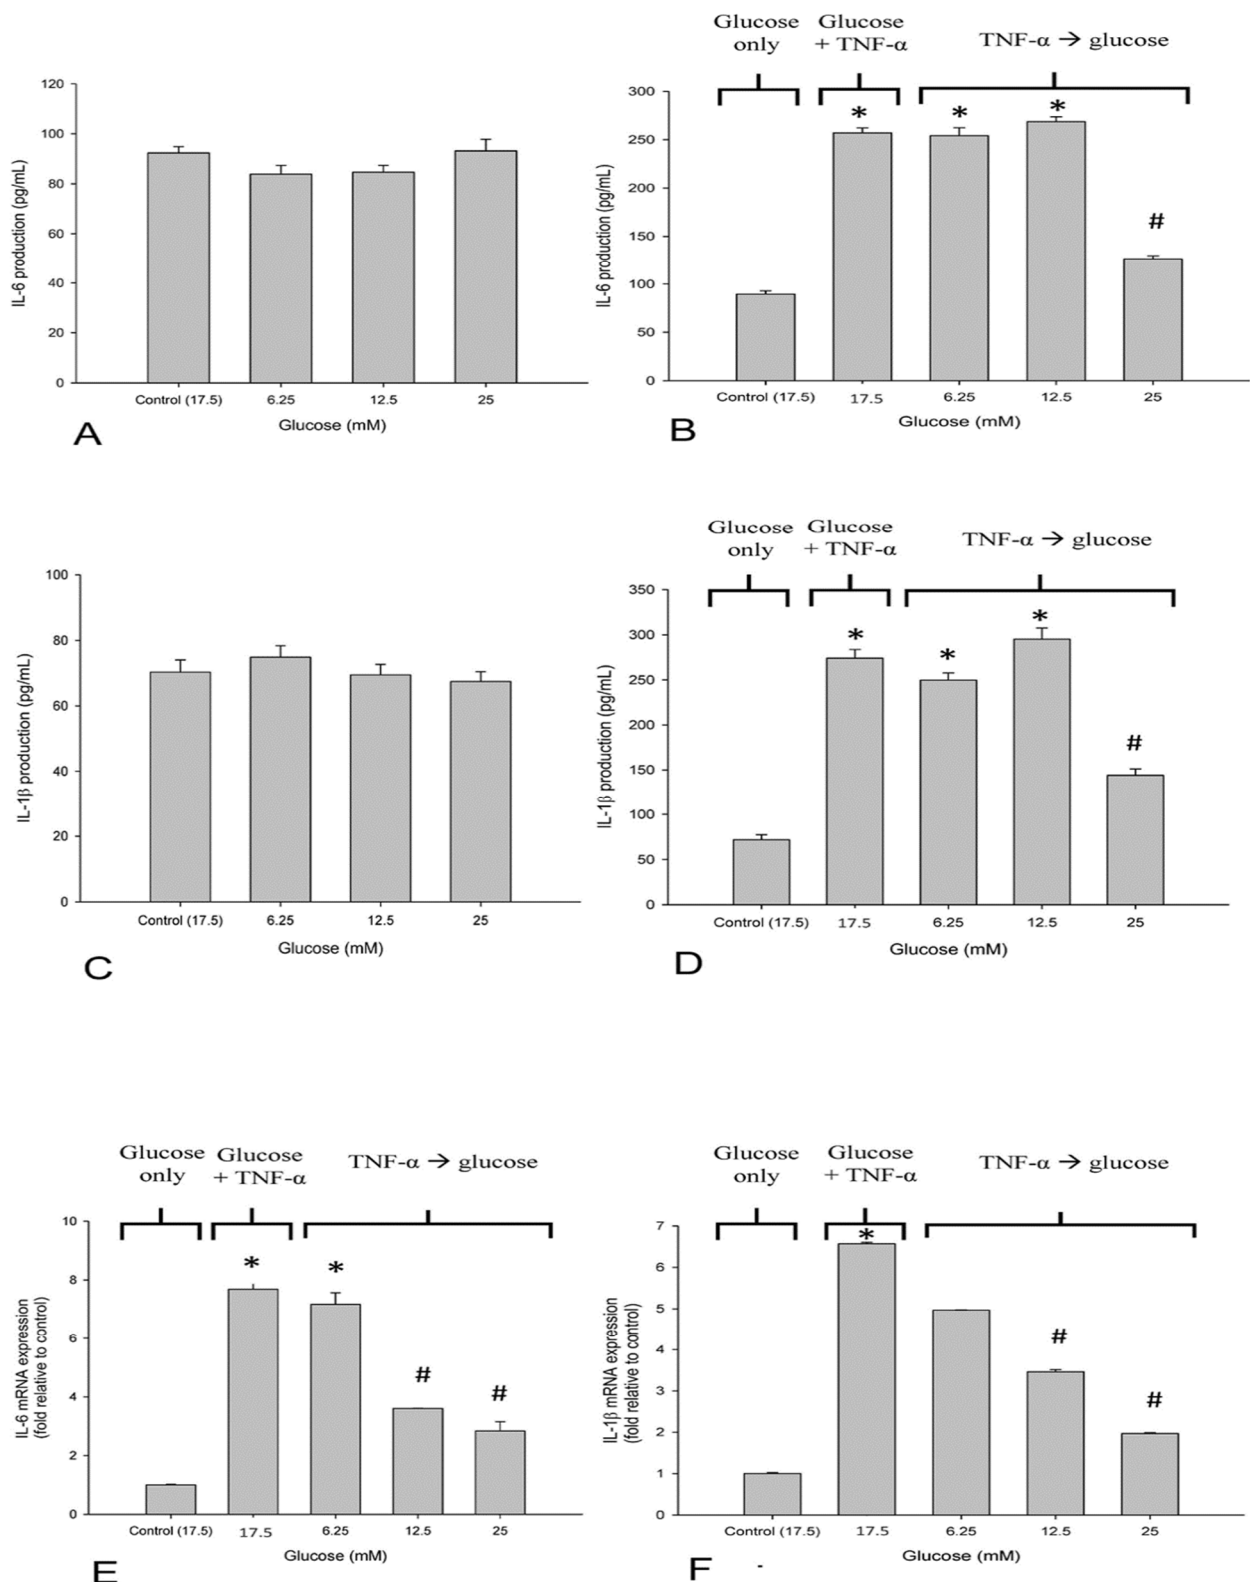 120
100
80
60
40
20
0
IL-6 production (pg/mL)
Control (17.5) 6.25 12.5 25
Glucose (mM)
A
Glucose
only
Glucose
+ TNF-α
TNF-α → glucose
300
250
200
150
100
50
0
IL-6 production (pg/mL)
* * * #
Control (17.5) 17.5 6.25 12.5 25
Glucose (mM)
B
100
80
60
40
20
0
IL-1β production (pg/mL)
Control (17.5) 6.25 12.5 25
Glucose (mM)
C
Glucose
only
Glucose
+ TNF-α
TNF-α → glucose
350
300
250
200
150
100
50
0
IL-1β production (pg/mL)
* * * #
Control (17.5) 17.5 6.25 12.5 25
Glucose (mM)
D
Glucose
only
Glucose
+ TNF-α
TNF-α → glucose
10
8
6
4
2
0
IL-6 mRNA expression
(fold relative to control)
* * # #
Control (17.5) 17.5 6.25 12.5 25
Glucose (mM)
E
Glucose
only
Glucose
+ TNF-α
TNF-α → glucose
7
6
5
4
3
2
1
0
IL-1β mRNA expression
(fold relative to control)
* # #
Control (17.5) 17.5 6.25 12.5 25
Glucose (mM)
F -